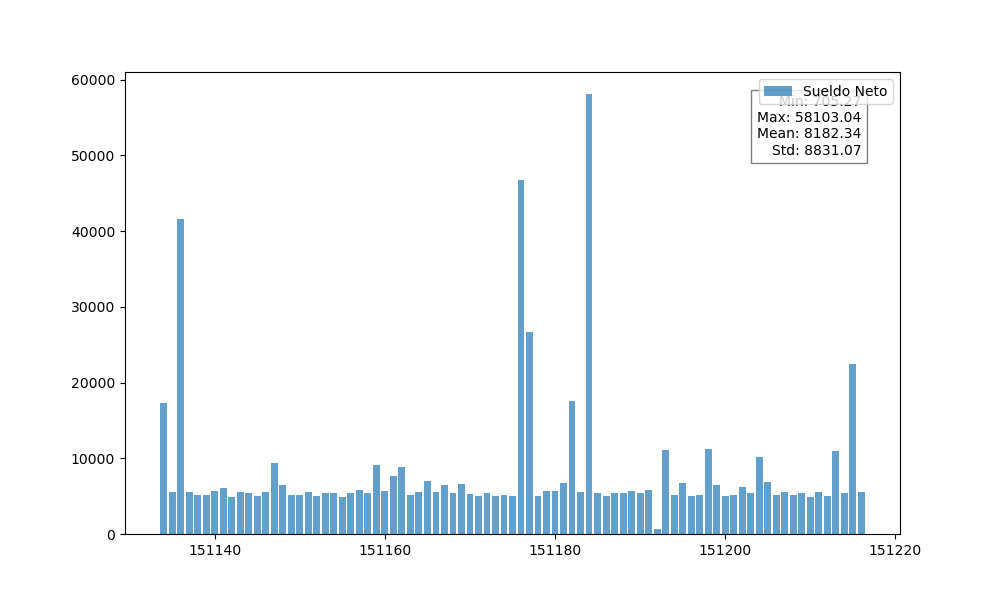 60000
50000
40000
30000
20000
10000
0
151140
151160
151180
151200
151220
Sueldo Neto
Min: 705.27
Max: 58103.04
Mean: 8182.34
Std: 8831.07